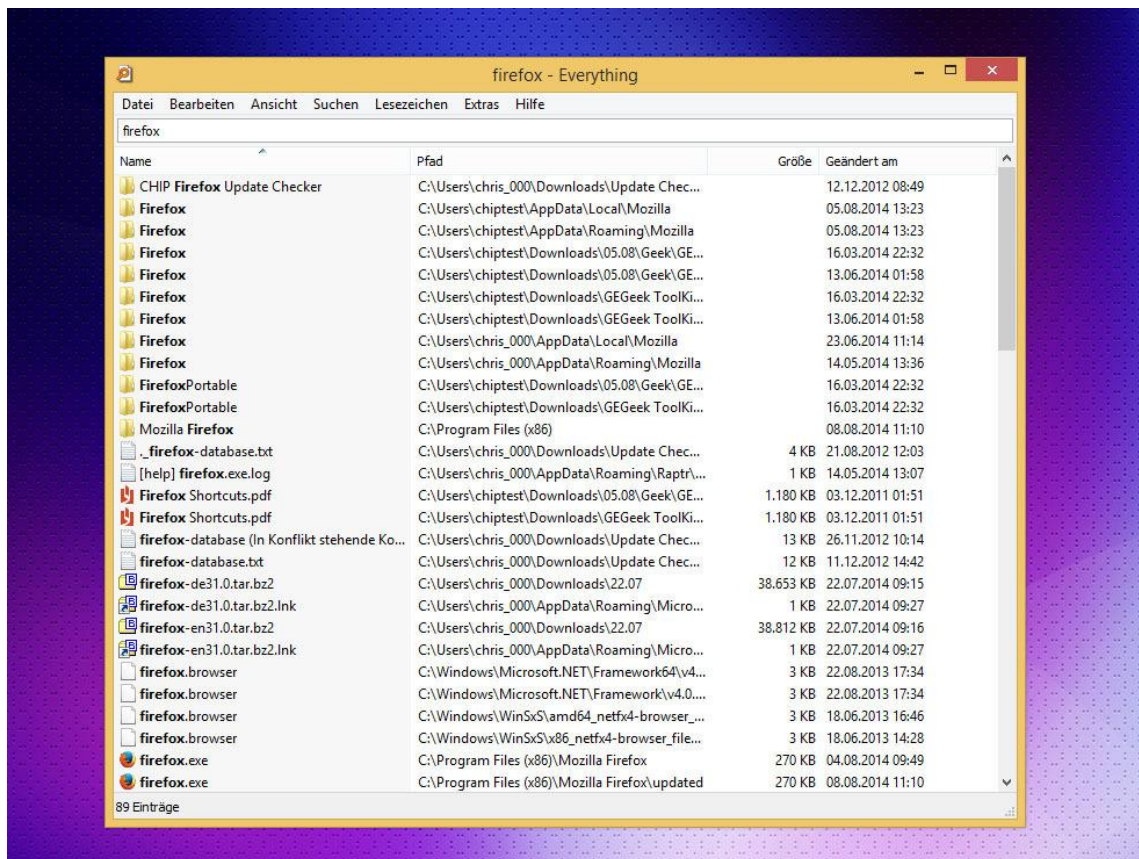 firefox - Everything
Datei Bearbeiten Ansicht Suchen Lesezeichen Extras Hilfe
firefox
Name Pfad Größe Geändert am
CHIP Firefox Update Checker C:\Users\chris_000\Downloads\Update Chec... 12.12.2012 08:49
Firefox C:\Users\chiptest\AppData\Local\Mozilla 05.08.2014 13:23
Firefox C:\Users\chiptest\AppData\Roaming\Mozilla 05.08.2014 13:23
Firefox C:\Users\chiptest\Downloads\05.08\Geek\GE... 16.03.2014 22:32
Firefox C:\Users\chiptest\Downloads\05.08\Geek\GE... 13.06.2014 01:58
Firefox C:\Users\chiptest\Downloads\GEGeek ToolKi... 16.03.2014 22:32
Firefox C:\Users\chiptest\Downloads\GEGeek ToolKi... 13.06.2014 01:58
Firefox C:\Users\chris_000\AppData\Local\Mozilla 23.06.2014 11:14
Firefox C:\Users\chris_000\AppData\Roaming\Mozilla 14.05.2014 13:36
FirefoxPortable C:\Users\chiptest\Downloads\05.08\Geek\GE... 16.03.2014 22:32
FirefoxPortable C:\Users\chiptest\Downloads\GEGeek ToolKi... 16.03.2014 22:32
Mozilla Firefox C:\Program Files (x86) 08.08.2014 11:10
._firefox-database.txt C:\Users\chris_000\Downloads\Update Chec... 4 KB 21.08.2012 12:03
[help] firefox.exe.log C:\Users\chris_000\AppData\Roaming\Raptr\... 1 KB 14.05.2014 13:07
Firefox Shortcuts.pdf C:\Users\chiptest\Downloads\05.08\Geek\GE... 1.180 KB 03.12.2011 01:51
Firefox Shortcuts.pdf C:\Users\chiptest\Downloads\GEGeek ToolKi... 1.180 KB 03.12.2011 01:51
firefox-database (In Konflikt stehende Ko... C:\Users\chris_000\Downloads\Update Chec... 13 KB 26.11.2012 10:14
firefox-database.txt C:\Users\chris_000\Downloads\Update Chec... 12 KB 11.12.2012 14:42
firefox-de31.0.tar.bz2 C:\Users\chris_000\Downloads\22.07 38.653 KB 22.07.2014 09:15
firefox-de31.0.tar.bz2.lnk C:\Users\chris_000\AppData\Roaming\Micro... 1 KB 22.07.2014 09:27
firefox-en31.0.tar.bz2 C:\Users\chris_000\Downloads\22.07 38.812 KB 22.07.2014 09:16
firefox-en31.0.tar.bz2.lnk C:\Users\chris_000\AppData\Roaming\Micro... 1 KB 22.07.2014 09:27
firefox.browser C:\Windows\Microsoft.NET\Framework64\v4... 3 KB 22.08.2013 17:34
firefox.browser C:\Windows\Microsoft.NET\Framework\v4.0.... 3 KB 22.08.2013 17:34
firefox.browser C:\Windows\WinSxS\amd64_netfx4-browser_... 3 KB 18.06.2013 16:46
firefox.browser C:\Windows\WinSxS\x86_netfx4-browser_file... 3 KB 18.06.2013 14:28
firefox.exe C:\Program Files (x86)\Mozilla Firefox 270 KB 04.08.2014 09:49
firefox.exe C:\Program Files (x86)\Mozilla Firefox\updated 270 KB 08.08.2014 11:10
89 Einträge